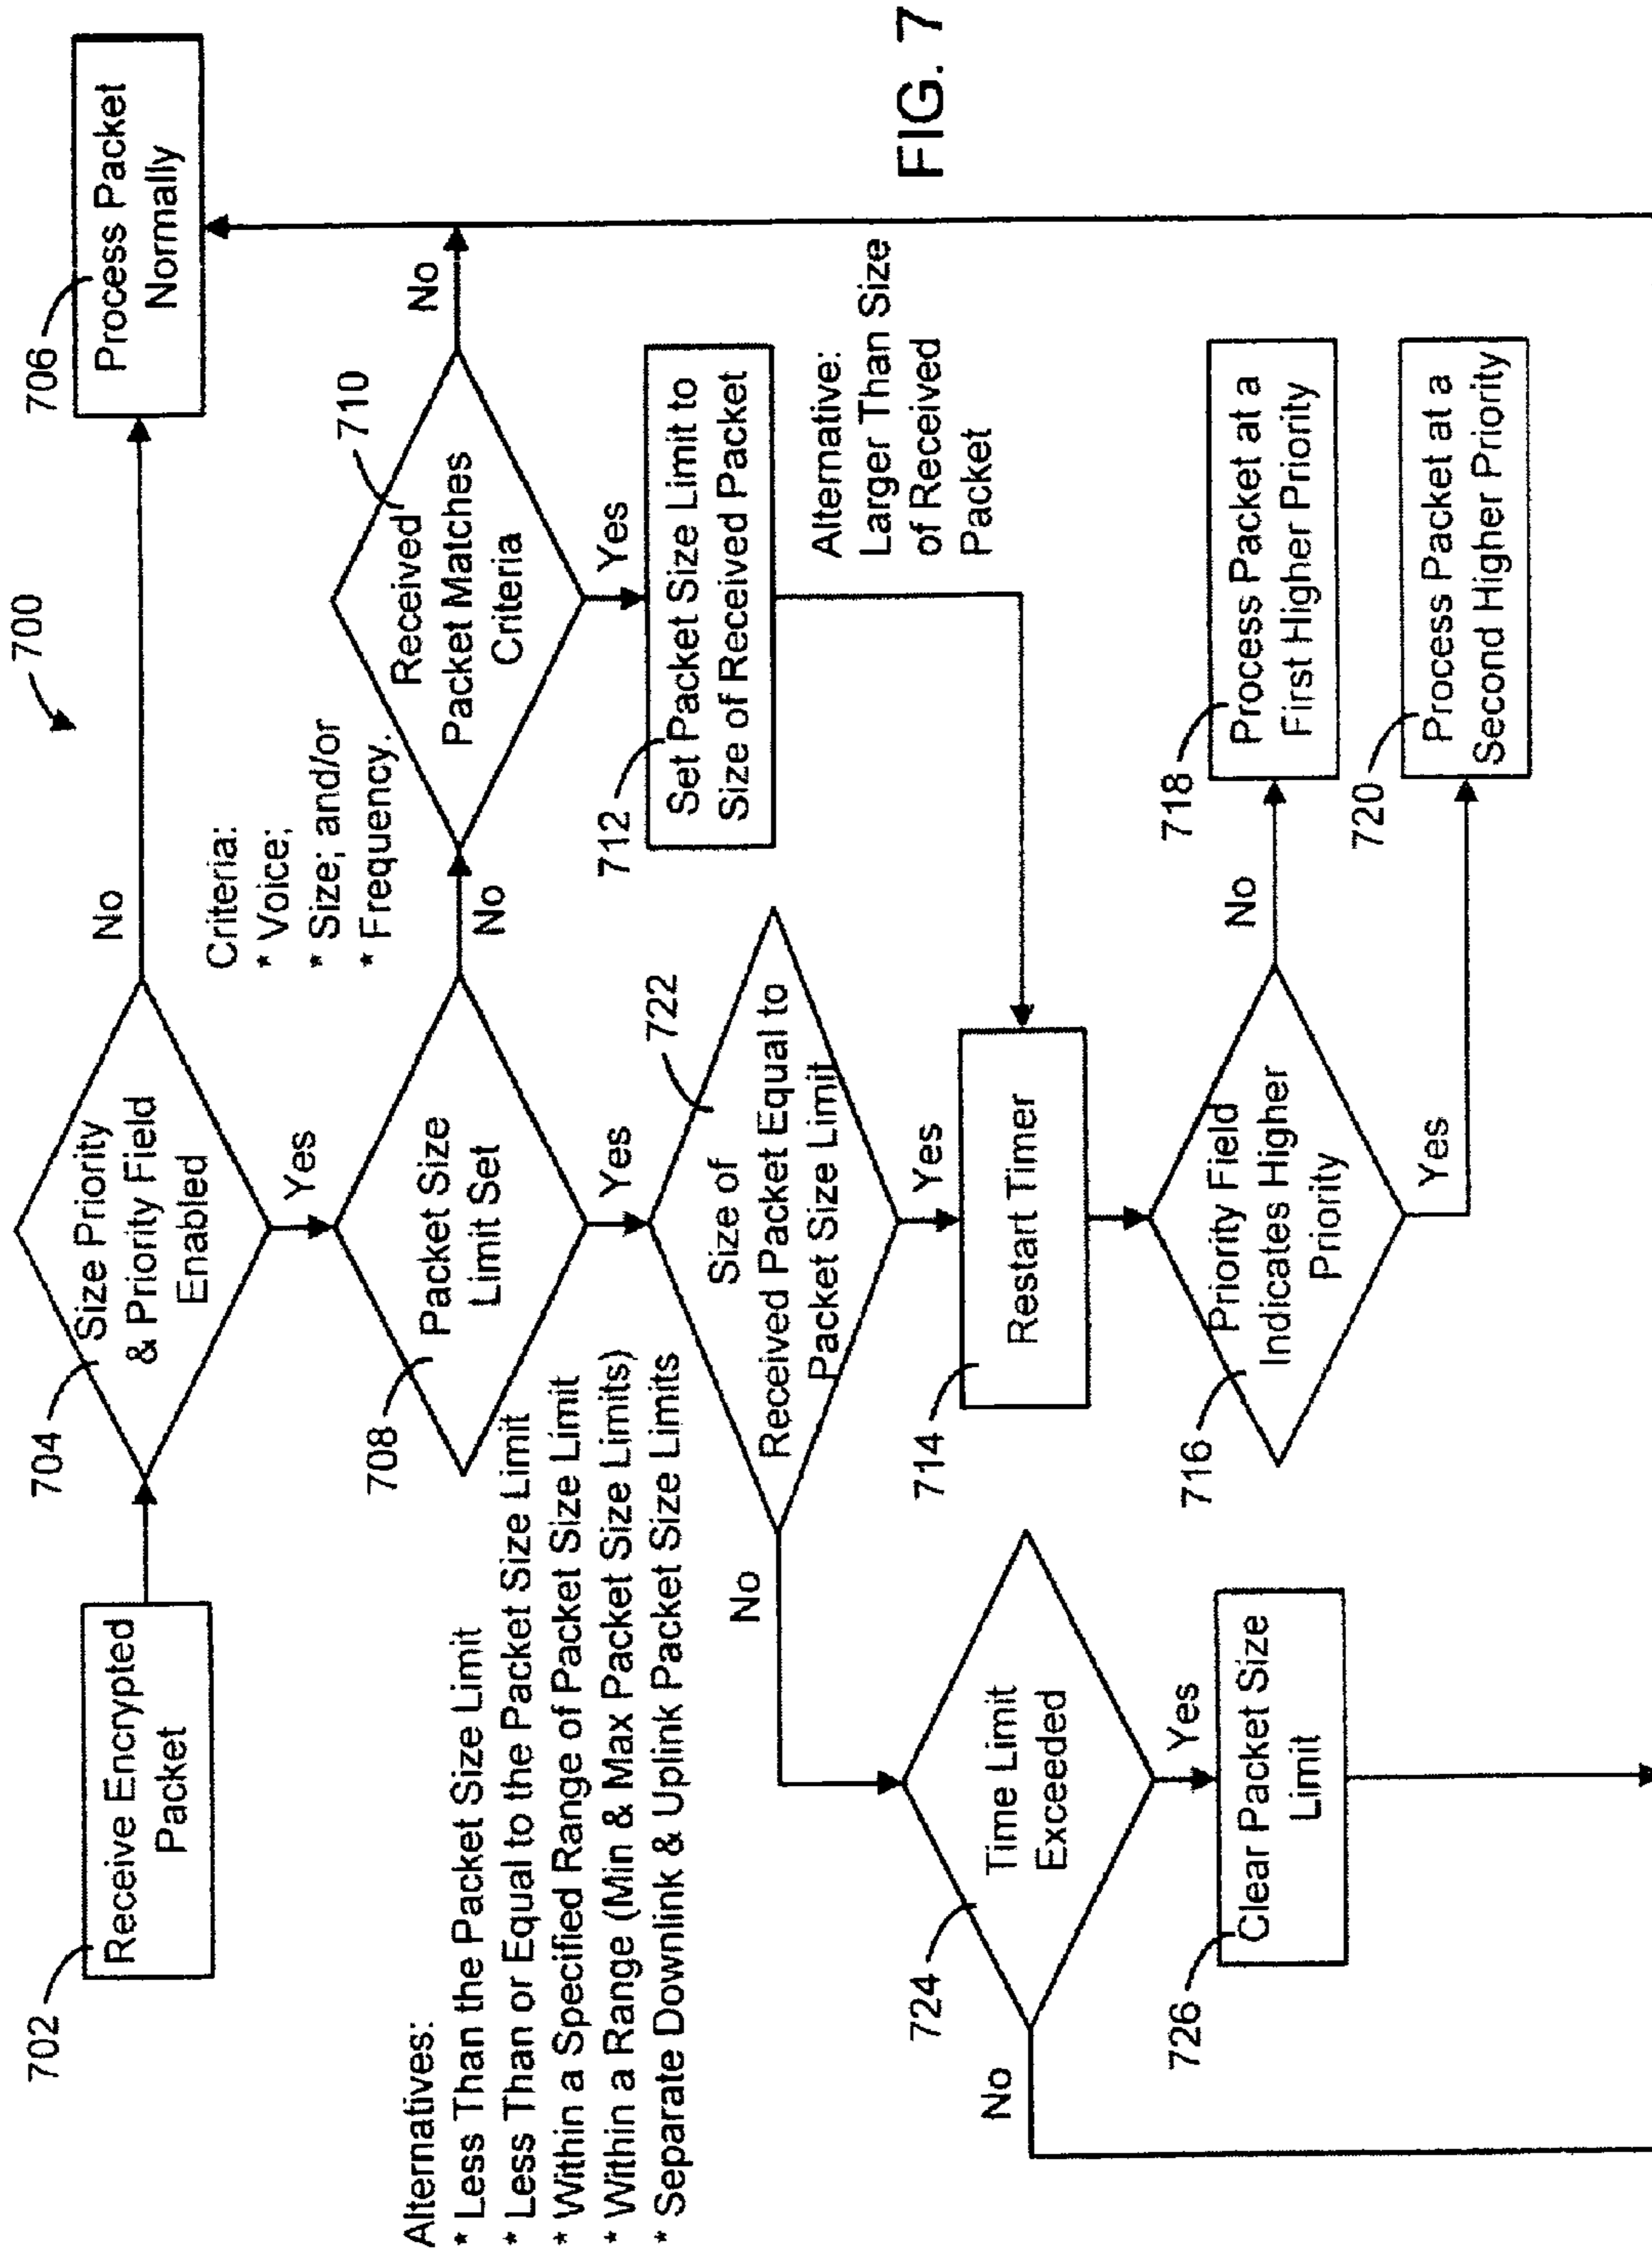 700
702
Receive Encrypted
Packet
704
Size Priority
& Priority Field
Enabled
No
Yes
706
Process Packet
Normally
Criteria:
* Voice;
* Size; and/or
* Frequency.
708
Packet Size
Limit Set
No
Yes
710
Received
Packet Matches
Criteria
No
Yes
712
Set Packet Size Limit to
Size of Received Packet
Alternative:
Larger Than Size
of Received
Packet
Alternatives:
* Less Than the Packet Size Limit
* Less Than or Equal to the Packet Size Limit
* Within a Specified Range of Packet Size Limit
* Within a Range (Min & Max Packet Size Limits)
* Separate Downlink & Uplink Packet Size Limits
722
Size of
Received Packet Equal to
Packet Size Limit
No
Yes
714
Restart Timer
724
Time Limit
Exceeded
No
Yes
726
Clear Packet Size
Limit
716
Priority Field
Indicates Higher
Priority
No
Yes
718
Process Packet at a
First Higher Priority
720
Process Packet at a
Second Higher Priority
FIG. 7